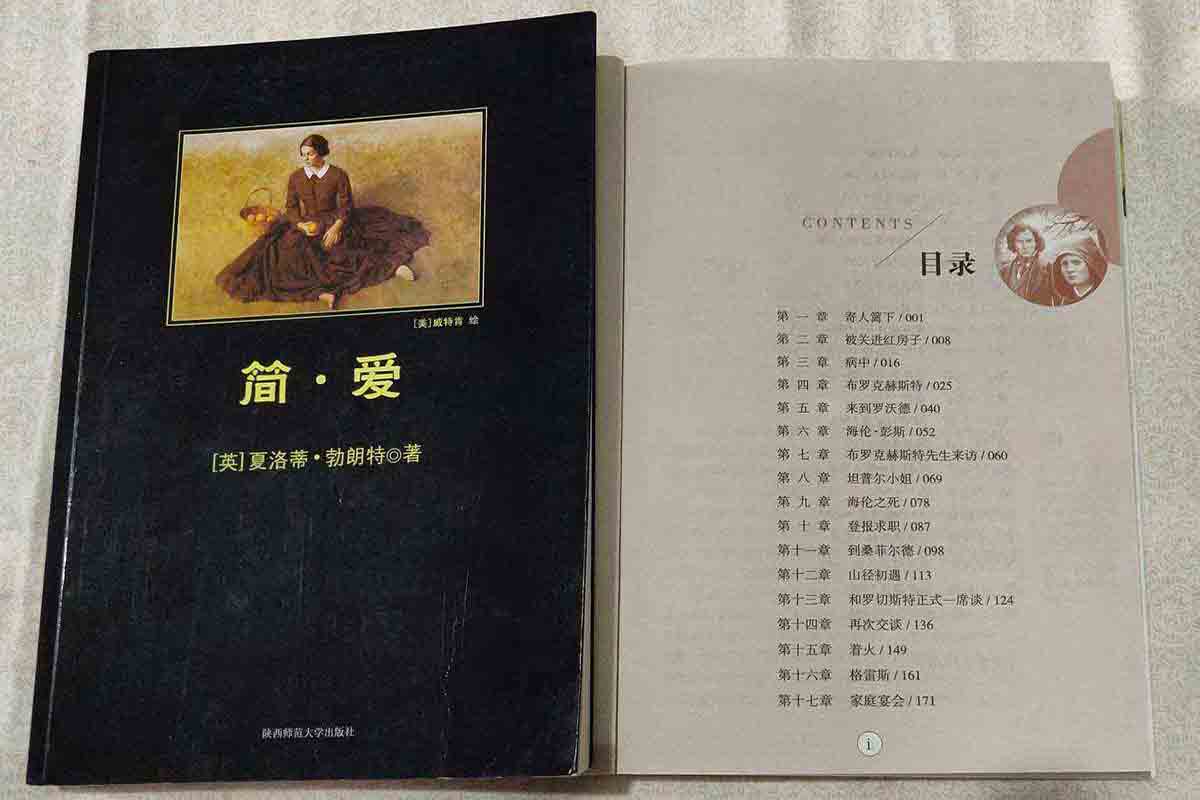 [美]威特肯 绘
简·爱
[英]夏洛蒂·勃朗特◎著
陕西师范大学出版社
CONTENTS
目录
第一章 寄人篱下 / 001
第二章 被关进红房子 / 008
第三章 病中 / 016
第四章 布罗克赫斯特 / 025
第五章 来到罗沃德 / 040
第六章 海伦·彭斯 / 052
第七章 布罗克赫斯特先生来访 / 060
第八章 坦普尔小姐 / 069
第九章 海伦之死 / 078
第十章 登报求职 / 087
第十一章 到桑菲尔德 / 098
第十二章 山径初遇 / 113
第十三章 和罗切斯特正式一席谈 / 124
第十四章 再次交谈 / 136
第十五章 着火 / 149
第十六章 格雷斯 / 161
第十七章 家庭宴会 / 171
i